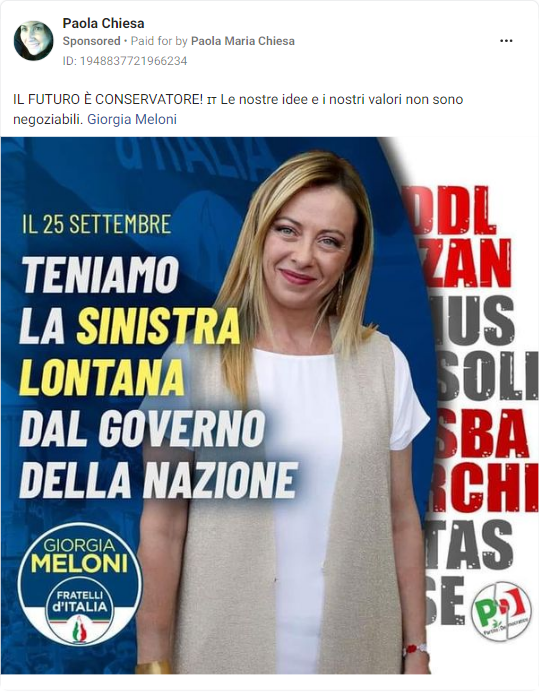 Paola Chiesa
Sponsored • Paid for by Paola Maria Chiesa
ID: 1948837721966234
IL FUTURO È CONSERVATORE! Le nostre idee e i nostri valori non sono
negoziabili. Giorgia Meloni
d'ITALIA
IL 25 SETTEMBRE
TENIAMO
LA SINISTRA
LONTANA
DAL GOVERNO
DELLA NAZIONE
GIORGIA
MELONI
FRATELLI
d'ITALIA
DDL
ZAN
IUS
SOLI
SBA
RCHI
TAS
SE
PD
Partito Democratico